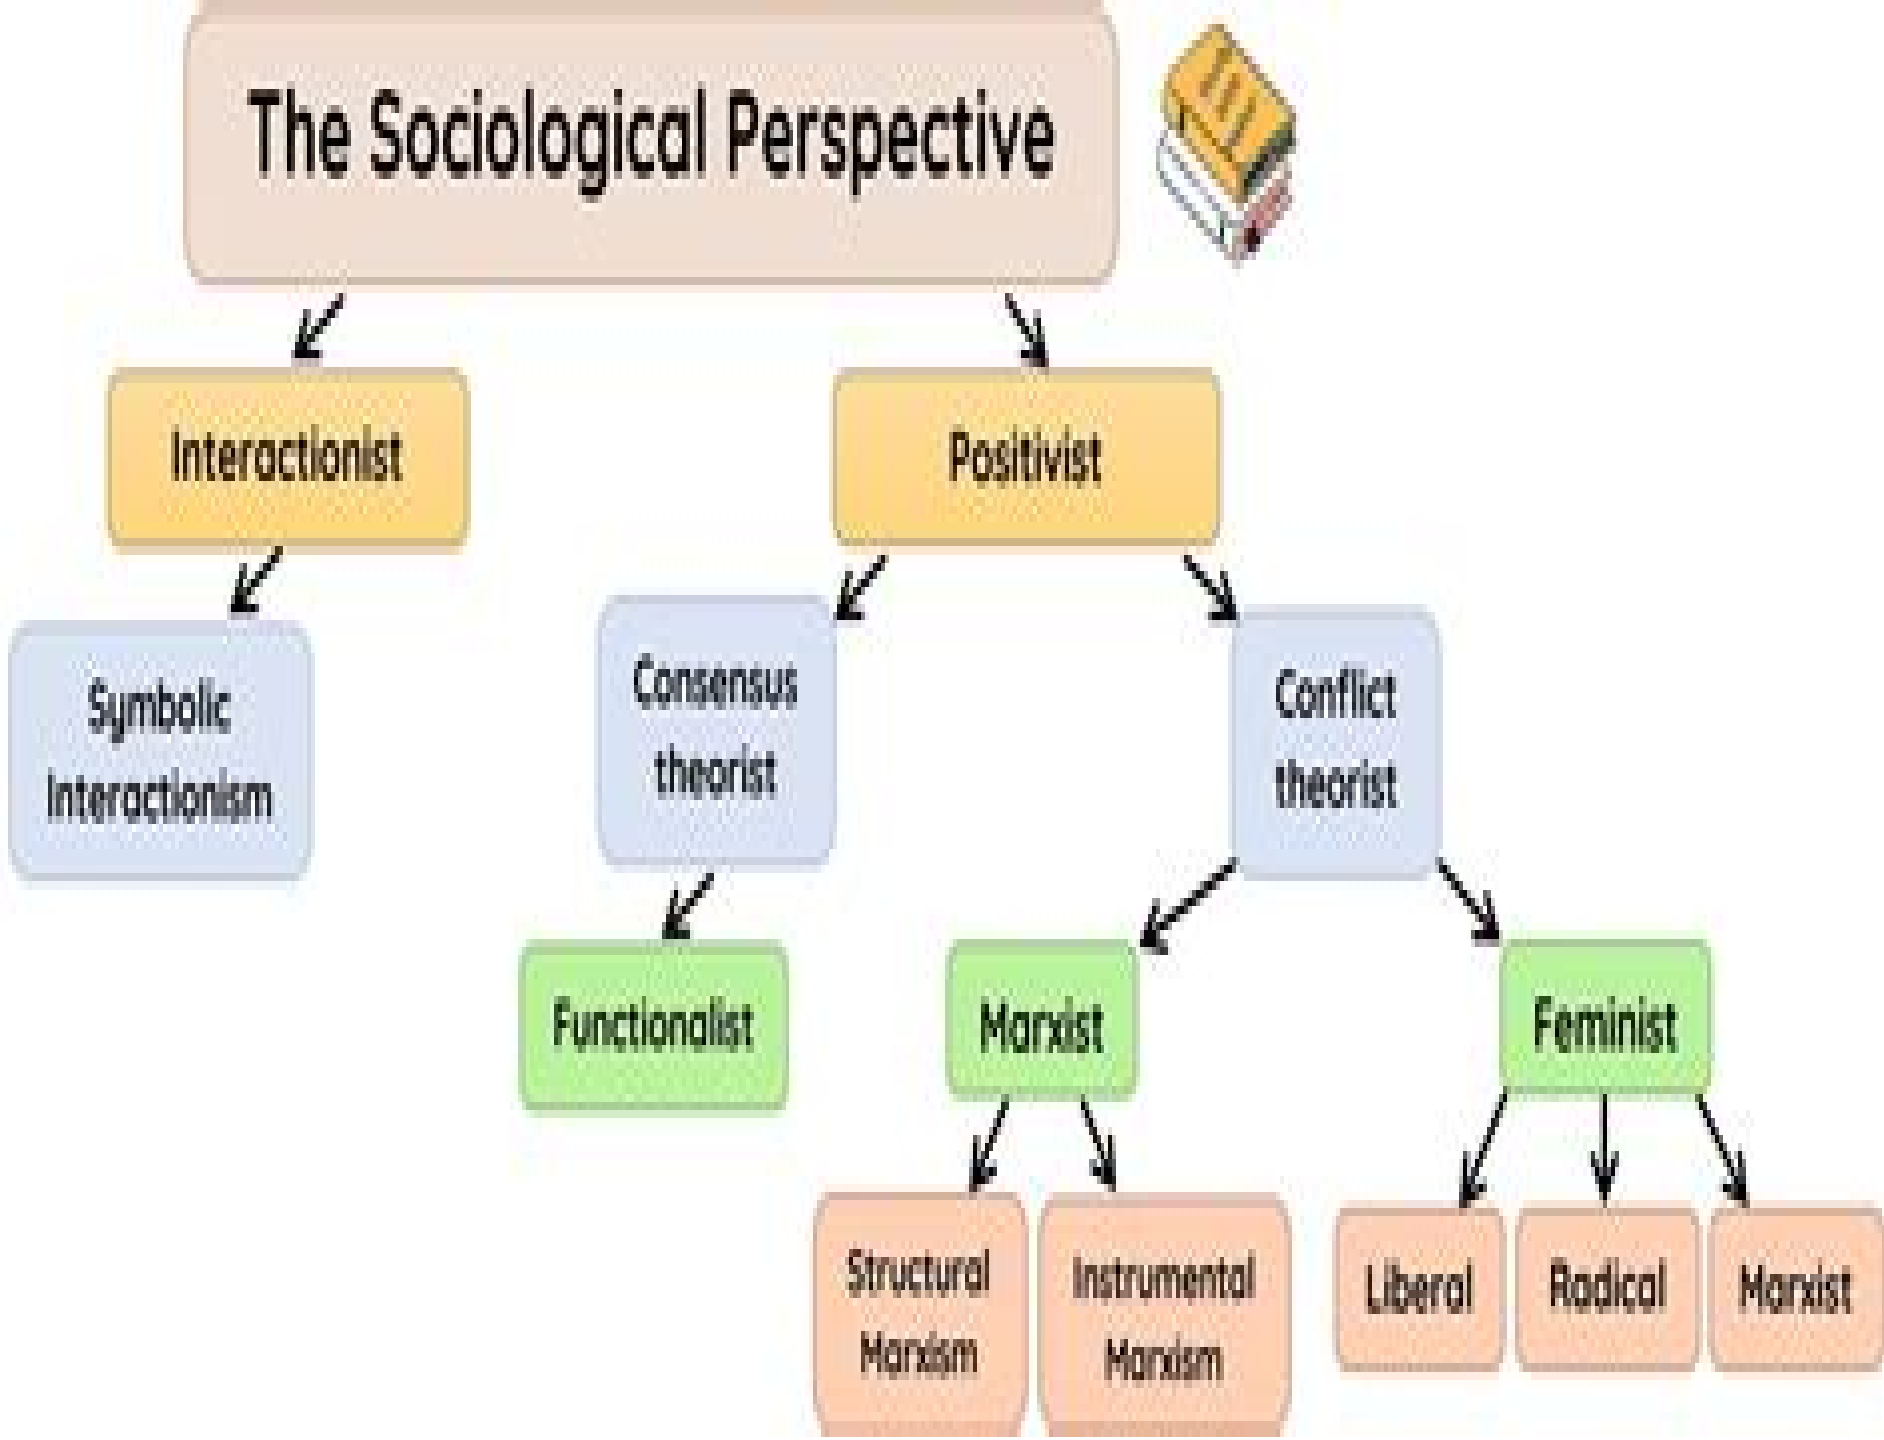 The Sociological Perspective
Interactionist
Positivist
Symbolic
Interactionism
Consensus
theorist
Conflict
theorist
Functionalist
Marxist
Feminist
Structural
Marxism
Instrumental
Marxism
Liberal
Radical
Marxist